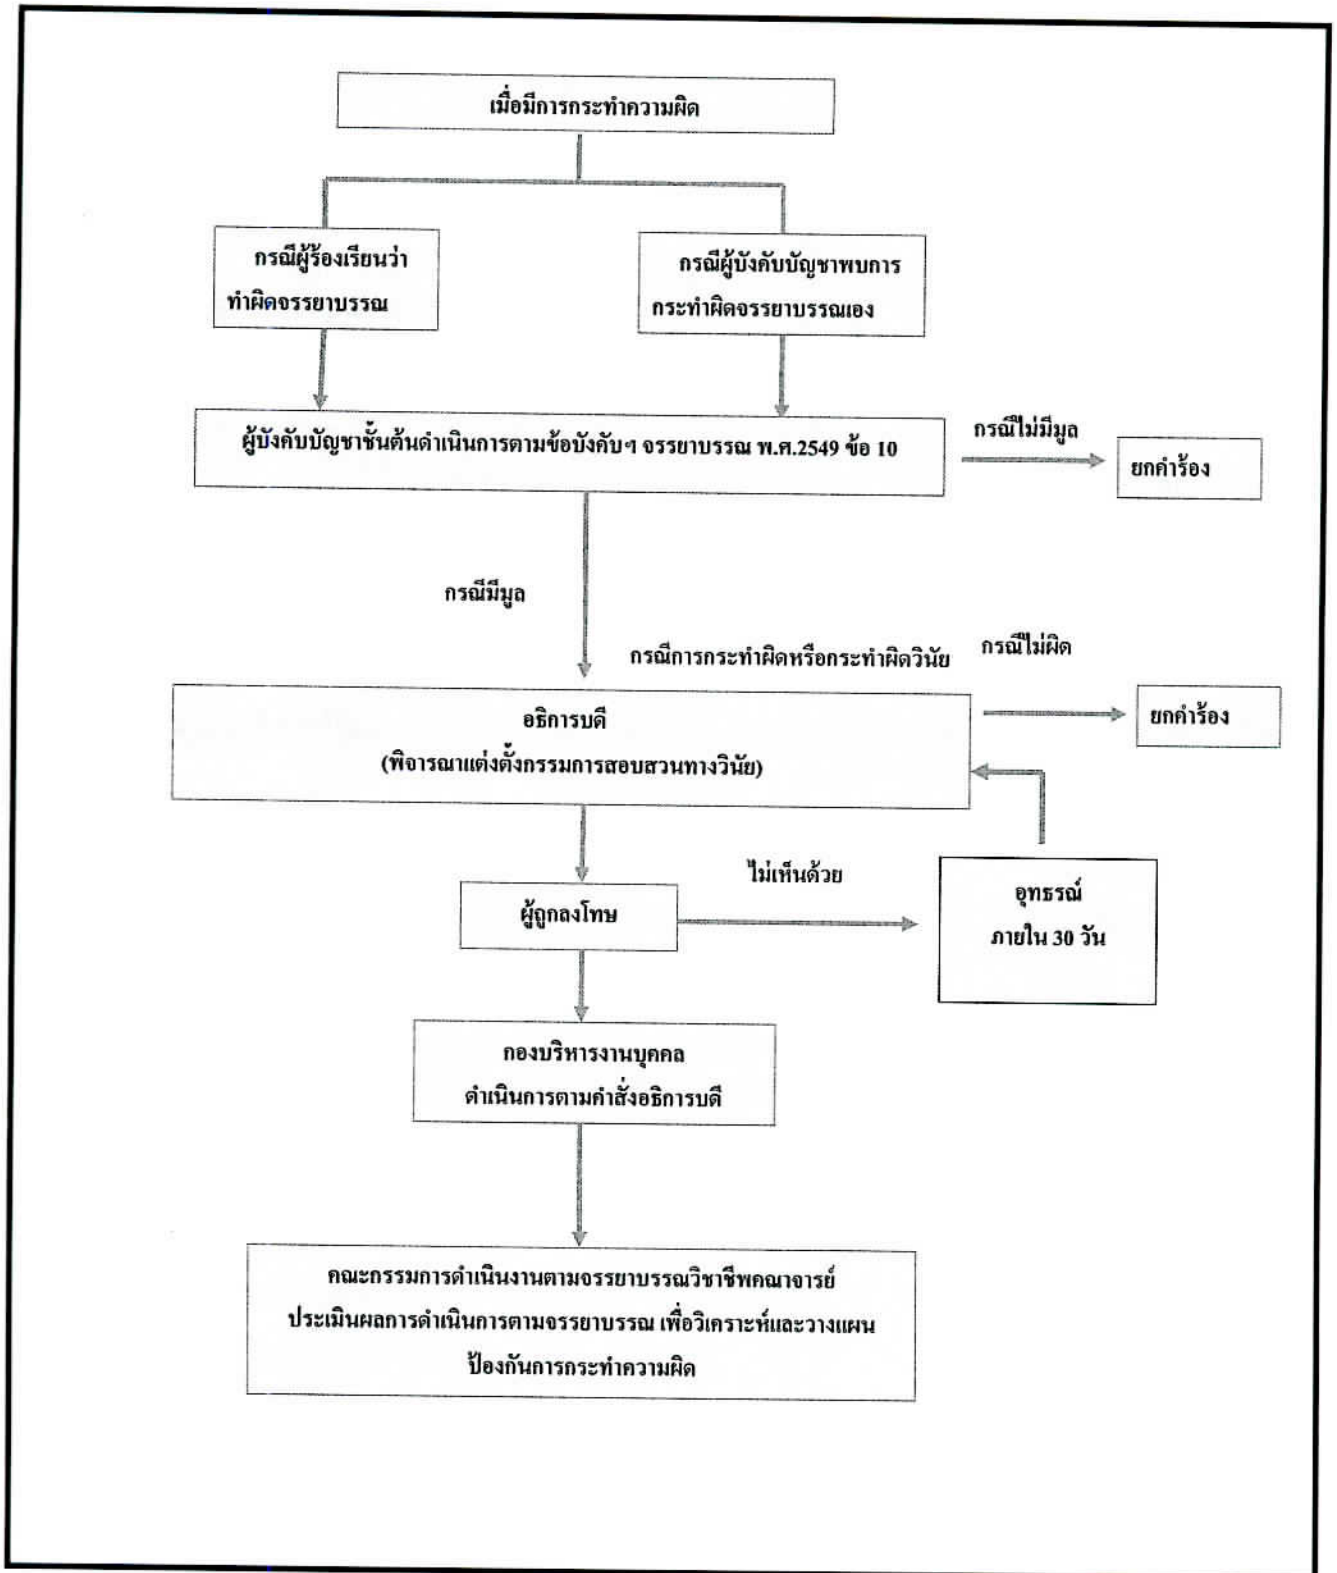 เมื่อมีการกระทำความผิด
กรณีผู้ร้องเรียนว่า
ทำผิดจรรยาบรรณ
กรณีผู้บังคับบัญชาพบการ
กระทำผิดจรรยาบรรณเอง
ผู้บังคับบัญชาชั้นต้นดำเนินการตามข้อบังคับฯ จรรยาบรรณ พ.ศ.2549 ข้อ 10
กรณีไม่มีมูล
ยกคำร้อง
กรณีมีมูล
กรณีการกระทำผิดหรือกระทำผิดวินัย
กรณีไม่ผิด
อธิการบดี
(พิจารณาแต่งตั้งกรรมการสอบสวนทางวินัย)
ยกคำร้อง
ผู้ถูกลงโทษ
ไม่เห็นด้วย
อุทธรณ์
ภายใน 30 วัน
กองบริหารงานบุคคล
ดำเนินการตามคำสั่งอธิการบดี
คณะกรรมการดำเนินงานตามจรรยาบรรณวิชาชีพคณาจารย์
ประเมินผลการดำเนินการตามจรรยาบรรณ เพื่อวิเคราะห์และวางแผน
ป้องกันการกระทำความผิด